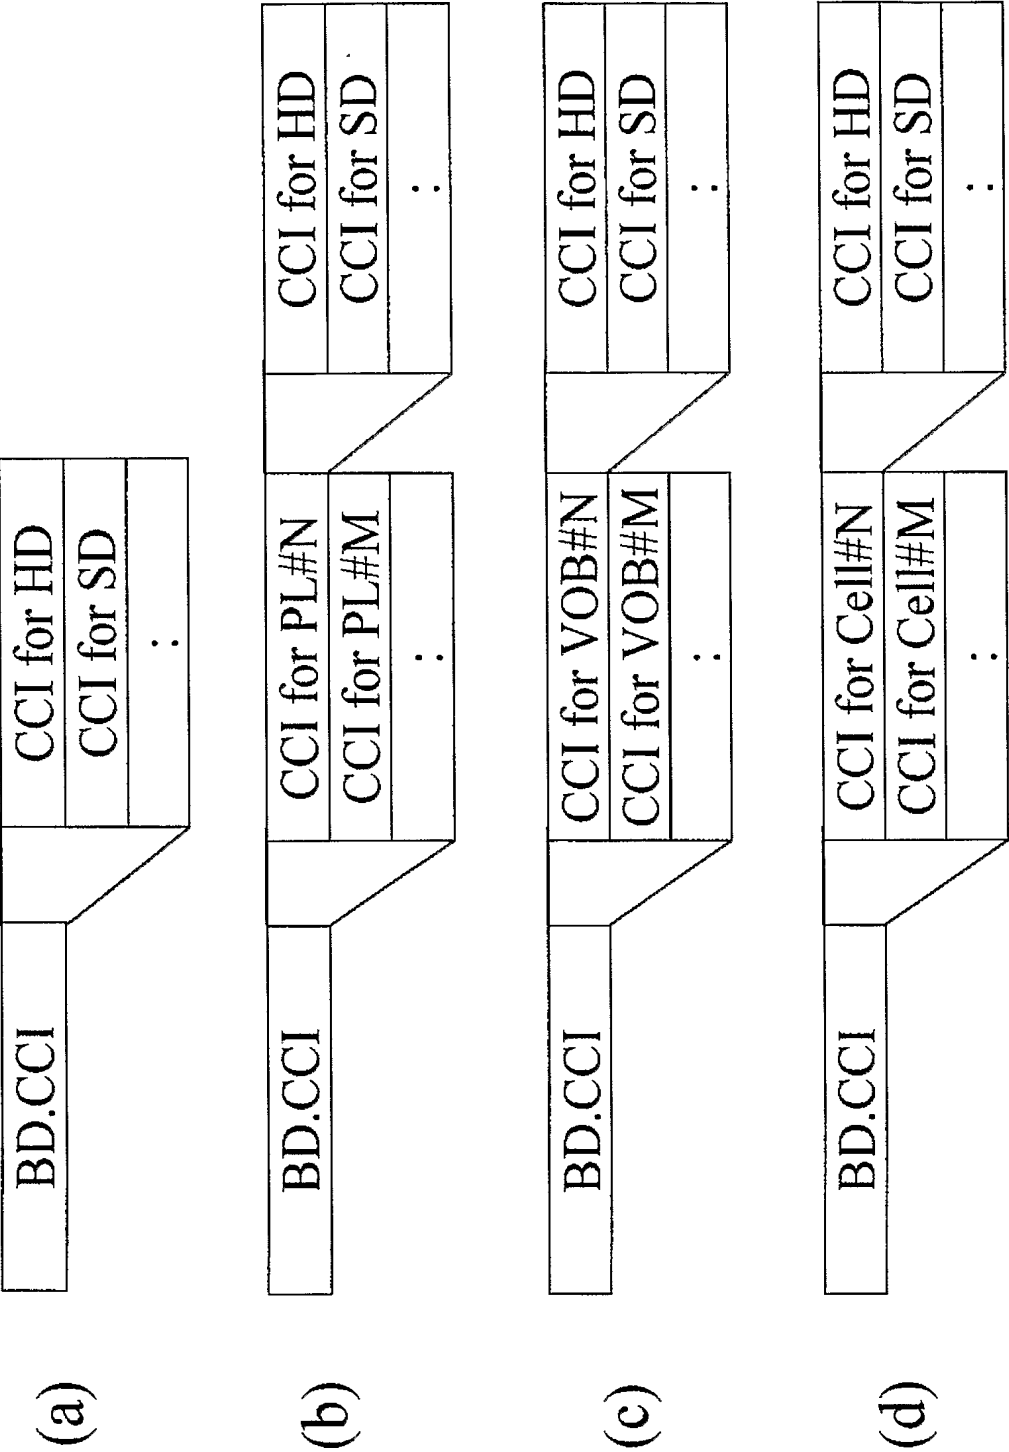 (a)
BD.CCI
CCI for HD
CCI for SD
:
(b)
BD.CCI
CCI for PL#N
CCI for PL#M
:
CCI for HD
CCI for SD
:
(c)
BD.CCI
CCI for VOB#N
CCI for VOB#M
:
CCI for HD
CCI for SD
:
(d)
BD.CCI
CCI for Cell#N
CCI for Cell#M
:
CCI for HD
CCI for SD
: